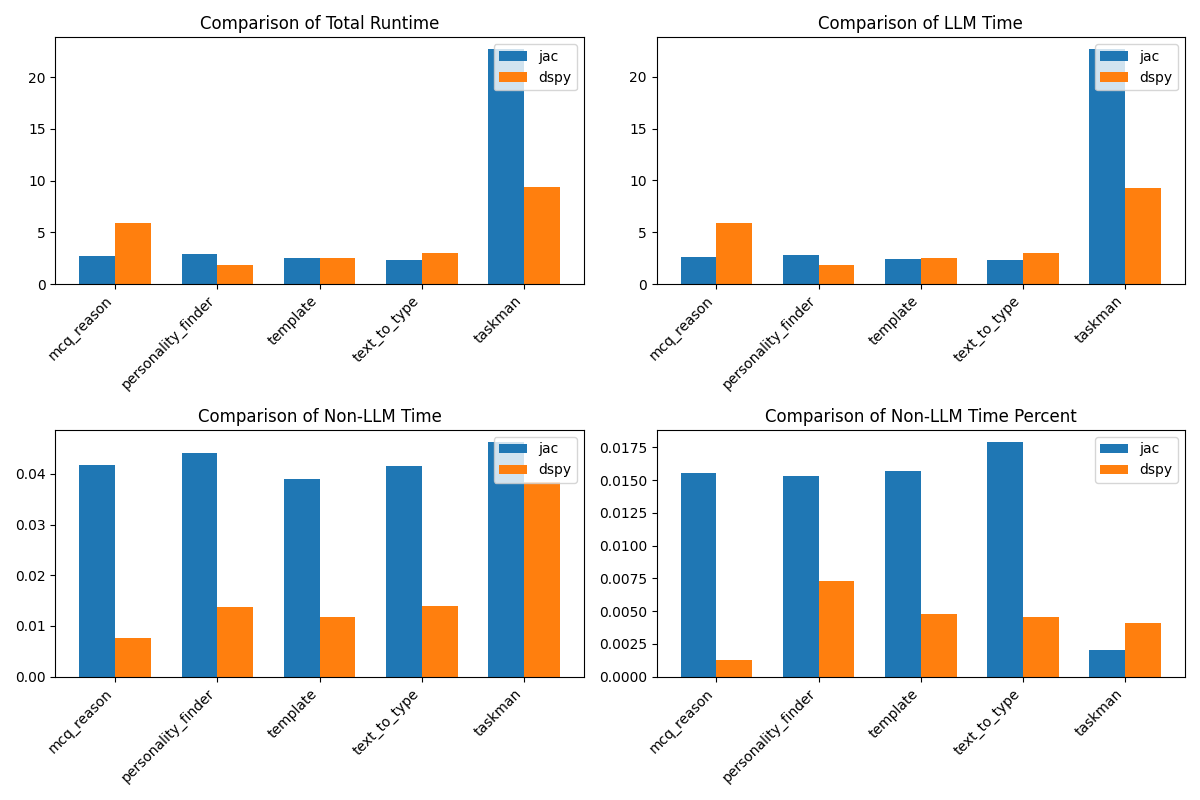 Comparison of Total Runtime
jac
dspy
20
15
10
5
0
mcq_reason
personality_finder
template
text_to_type
taskman
Comparison of LLM Time
jac
dspy
20
15
10
5
0
mcq_reason
personality_finder
template
text_to_type
taskman
Comparison of Non-LLM Time
jac
dspy
0.04
0.03
0.02
0.01
0.00
mcq_reason
personality_finder
template
text_to_type
taskman
Comparison of Non-LLM Time Percent
jac
dspy
0.0175
0.0150
0.0125
0.0100
0.0075
0.0050
0.0025
0.0000
mcq_reason
personality_finder
template
text_to_type
taskman